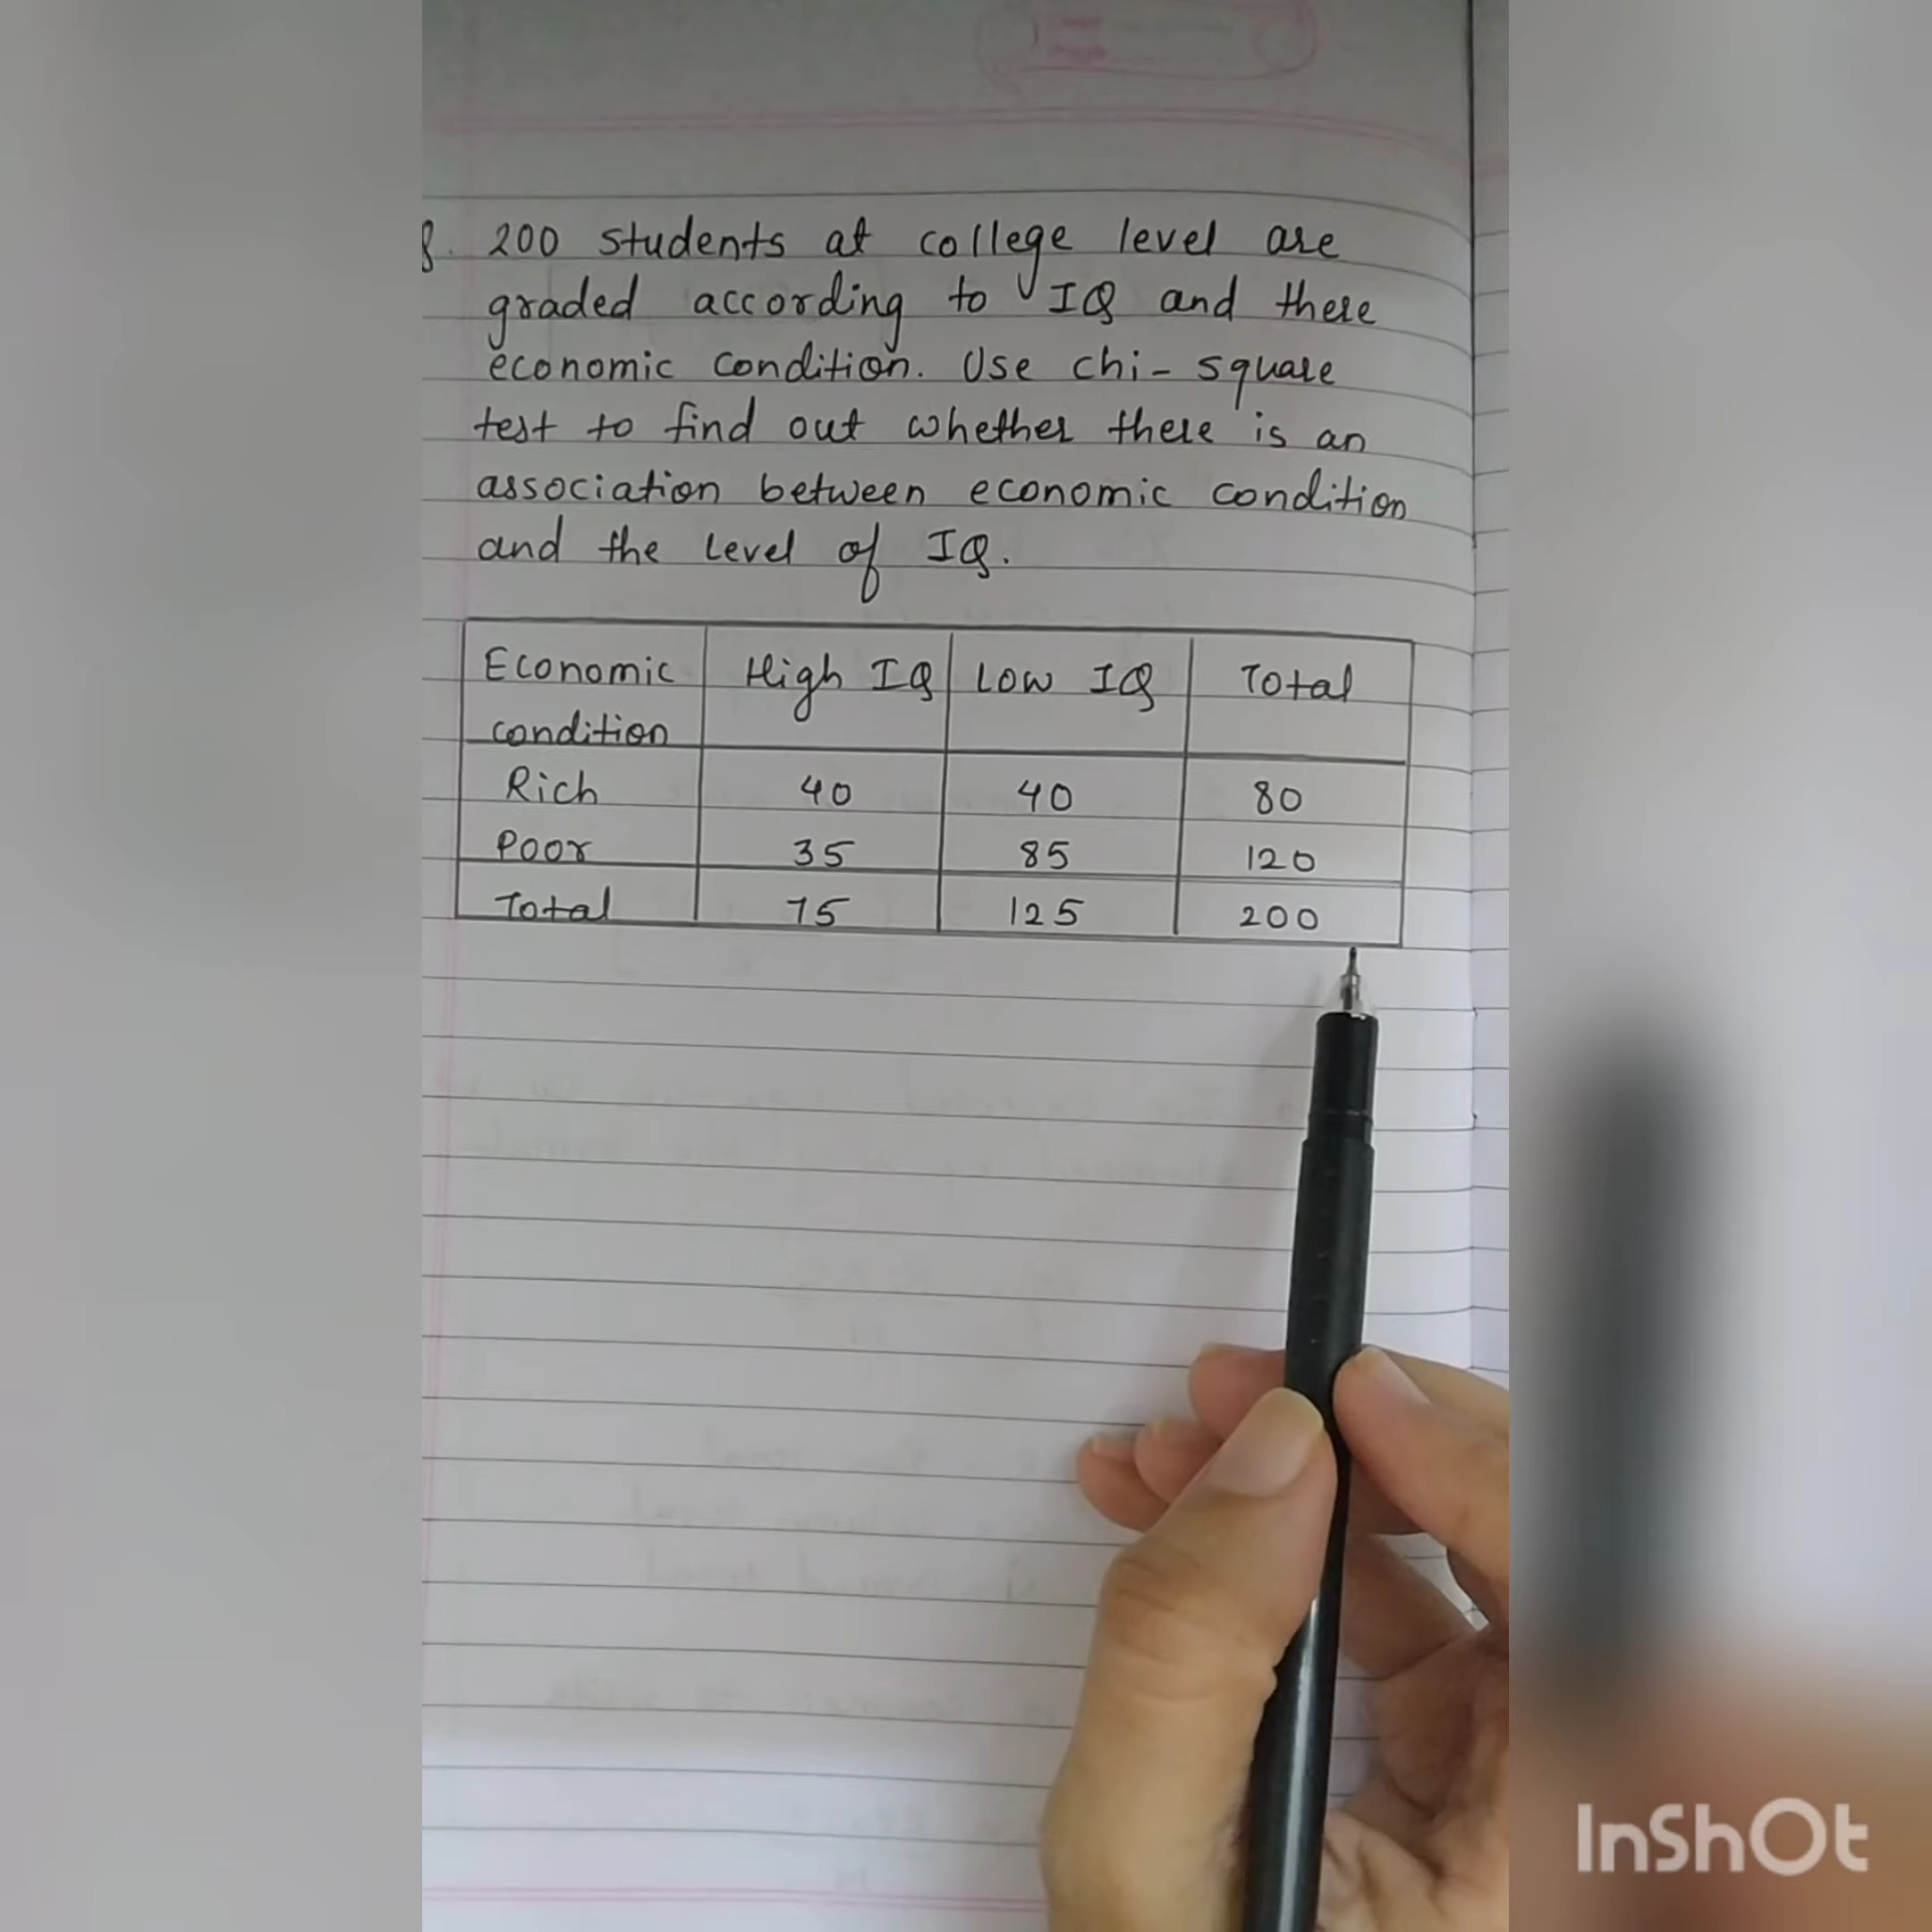 200 students at college level are
graded according to IQ and there
economic condition. Use chi-square
test to find out whether there is an
association between economic condition
and the level of IQ.
Economic condition High IQ Low IQ Total
Rich 40 40 80
Poor 35 85 120
Total 75 125 200
InShOt